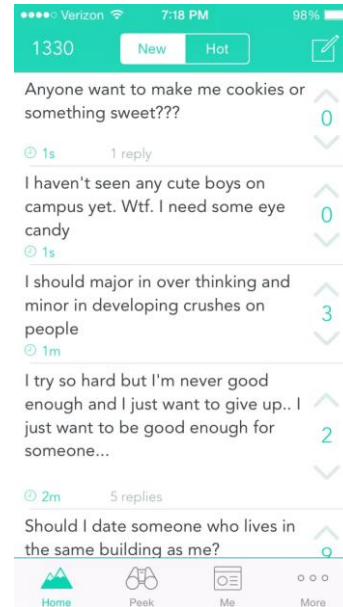 Verizon 7:18 PM 98%
1330 New Hot
Anyone want to make me cookies or
something sweet???
0
1s 1 reply
I haven't seen any cute boys on
campus yet. Wtf. I need some eye
candy
0
1s
I should major in over thinking and
minor in developing crushes on
people
3
1m
I try so hard but I'm never good
enough and I just want to give up.. I
just want to be good enough for
someone...
2
2m 5 replies
Should I date someone who lives in
the same building as me?
9
Home Peek Me More